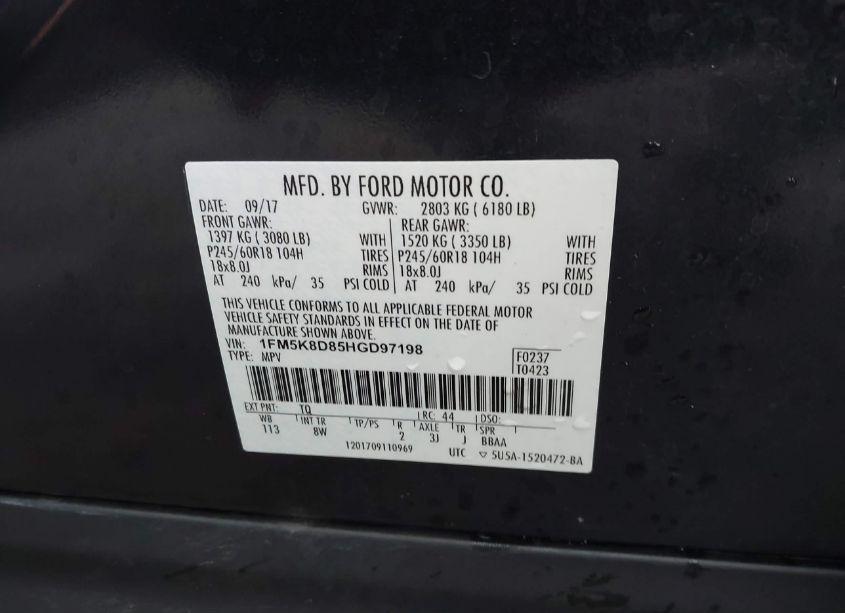 MFD. BY FORD MOTOR CO.
DATE: 09/17 GVWR: 2803 KG ( 6180 LB)
FRONT GAWR: REAR GAWR:
1397 KG ( 3080 LB) WITH 1520 KG ( 3350 LB) WITH
P245/60R18 104H TIRES P245/60R18 104H TIRES
18x8.0J RIMS 18x8.0J RIMS
AT 240 kPa/ 35 PSI COLD AT 240 kPa/ 35 PSI COLD
THIS VEHICLE CONFORMS TO ALL APPLICABLE FEDERAL MOTOR
VEHICLE SAFETY STANDARDS IN EFFECT ON THE DATE OF
MANUFACTURE SHOWN ABOVE.
VIN: 1FM5K8D85HGD97198 F0237
TYPE: MPV T0423
EXT PNT: TQ RC: 44 DSO:
WB INT TR TP/PS R AXLE TR SPR
113 8W 2 3J J BBAA
1201709110969 UTC ▽ 5U5A-1520472-BA